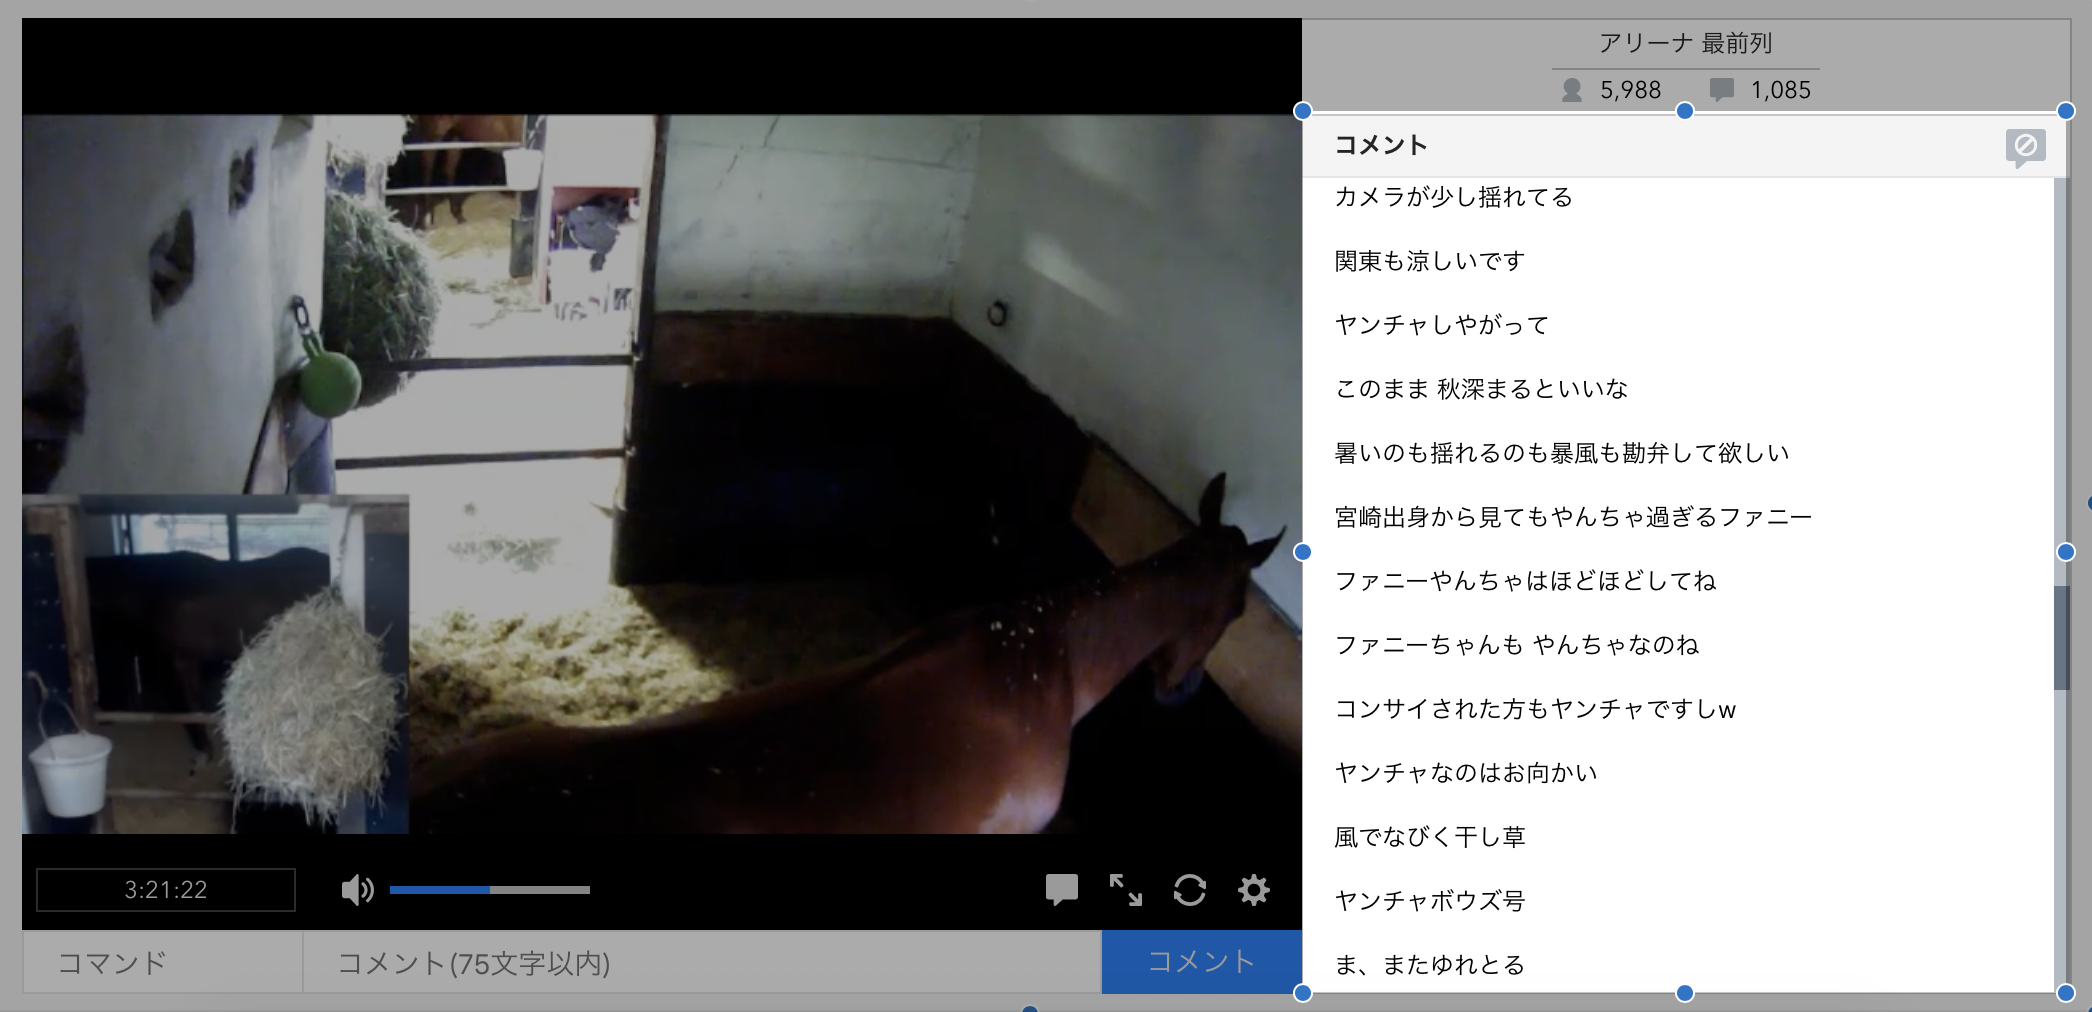 アリーナ 最前列
5,988 1,085
コメント
カメラが少し揺れてる
関東も涼しいです
ヤンチャしやがって
このまま 秋深まるといいな
暑いのも揺れるのも暴風も勘弁して欲しい
宮崎出身から見てもやんちゃ過ぎるファニー
ファニーやんちゃはほどほどしてね
ファニーちゃんも やんちゃなのね
コンサイされた方もヤンチャですしw
ヤンチャなのはお向かい
風でなびく干し草
ヤンチャボウズ号
ま、またゆれとる
3:21:22
コマンド コメント(75文字以内) コメント